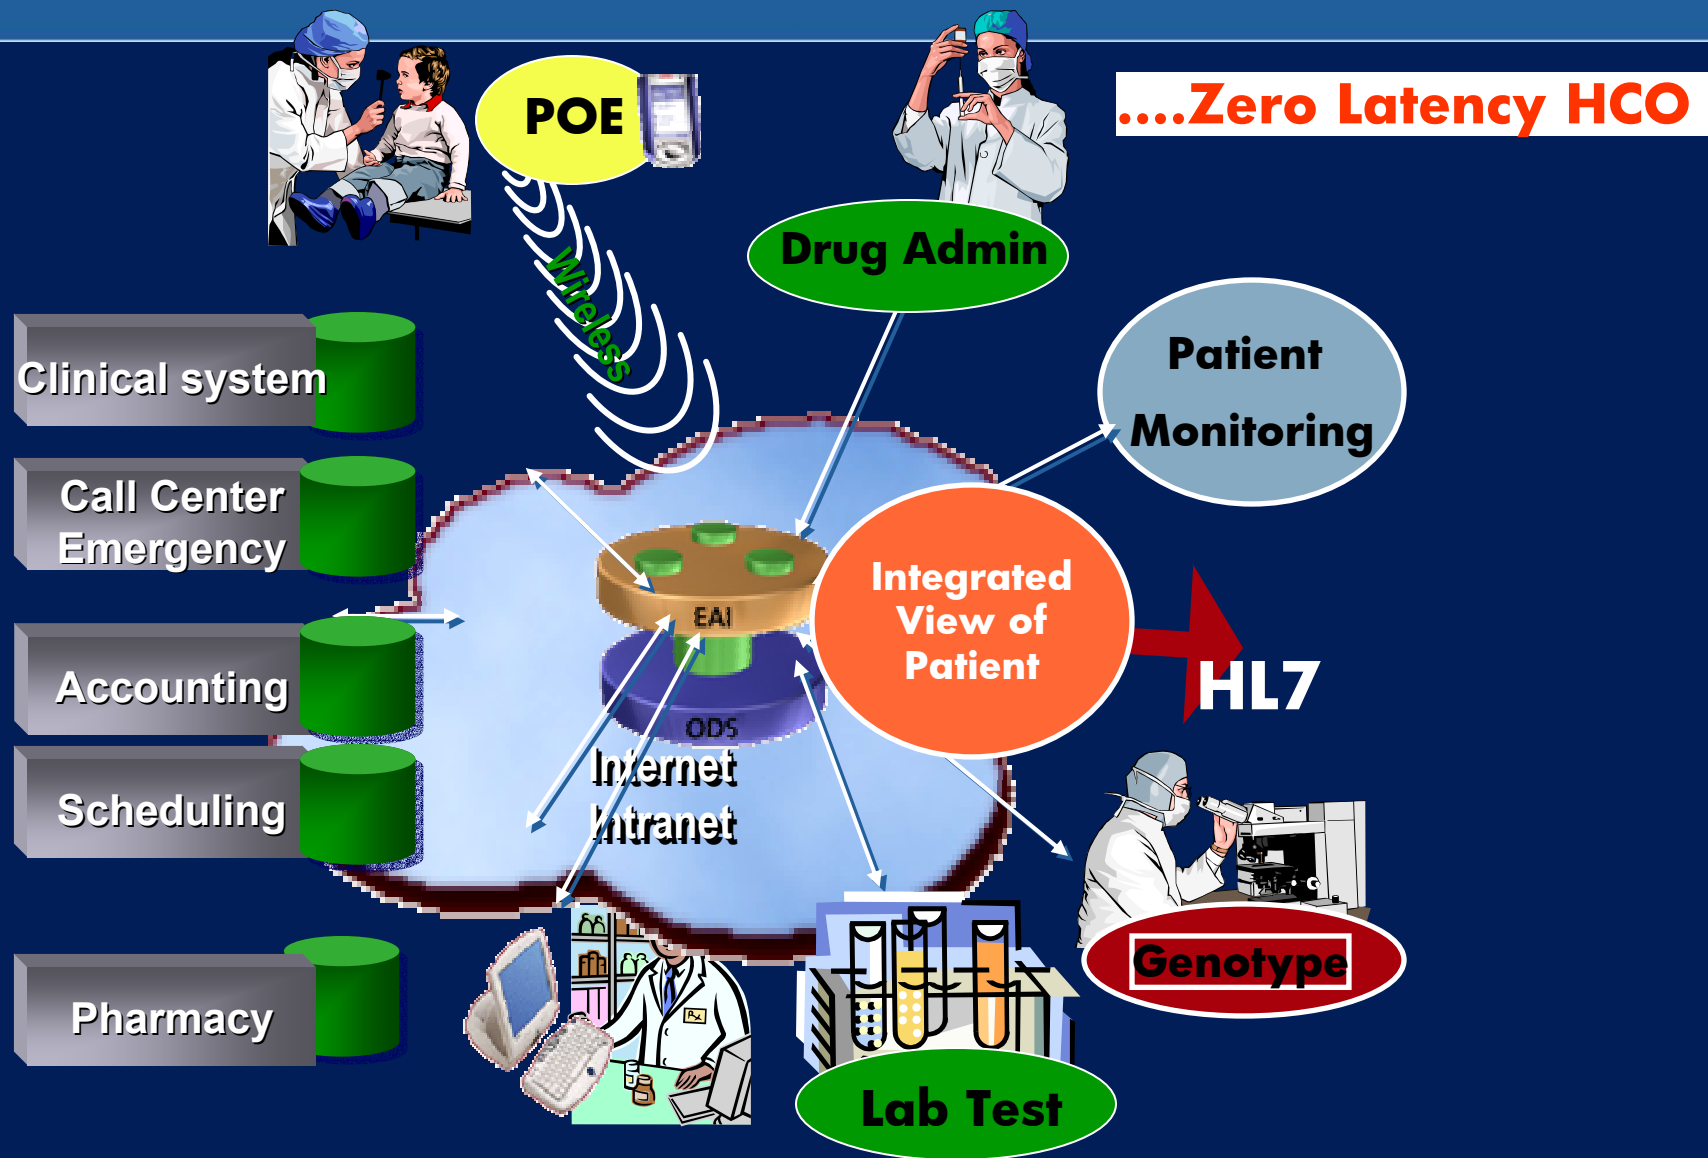 ....Zero Latency HCO
POE
Drug Admin
Wireless
Patient
Monitoring
Clinical system
Call Center
Emergency
Integrated
View of
Patient
EAI
HL7
Accounting
ODS
Internet
Intranet
Scheduling
Genotype
Pharmacy
Rx
Lab Test